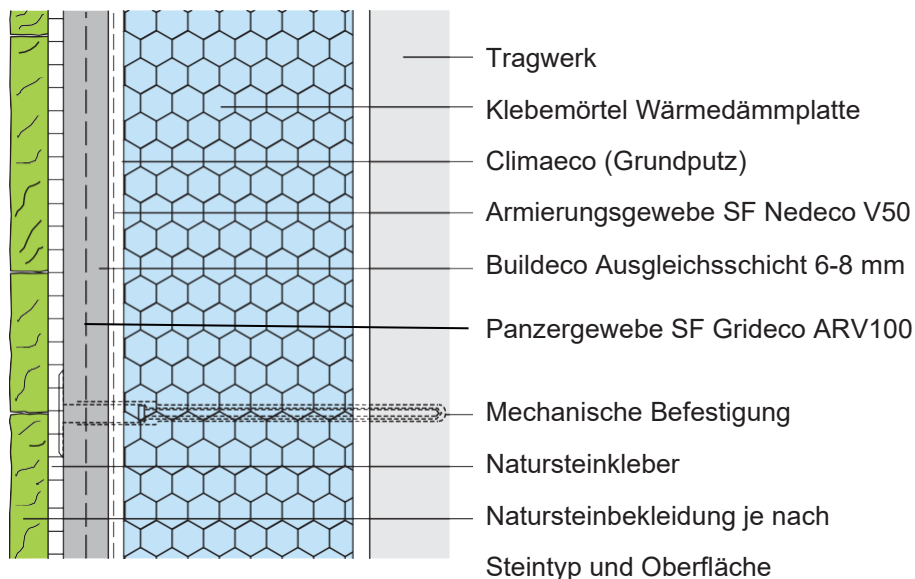 Tragwerk
Klebemörtel Wärmedämmplatte
Climaeco (Grundputz)
Armierungsgewebe SF Nedeco V50
Buildeco Ausgleichsschicht 6-8 mm
Panzergewebe SF Grideco ARV100
Mechanische Befestigung
Natursteinkleber
Natursteinbekleidung je nach
Steintyp und Oberfläche